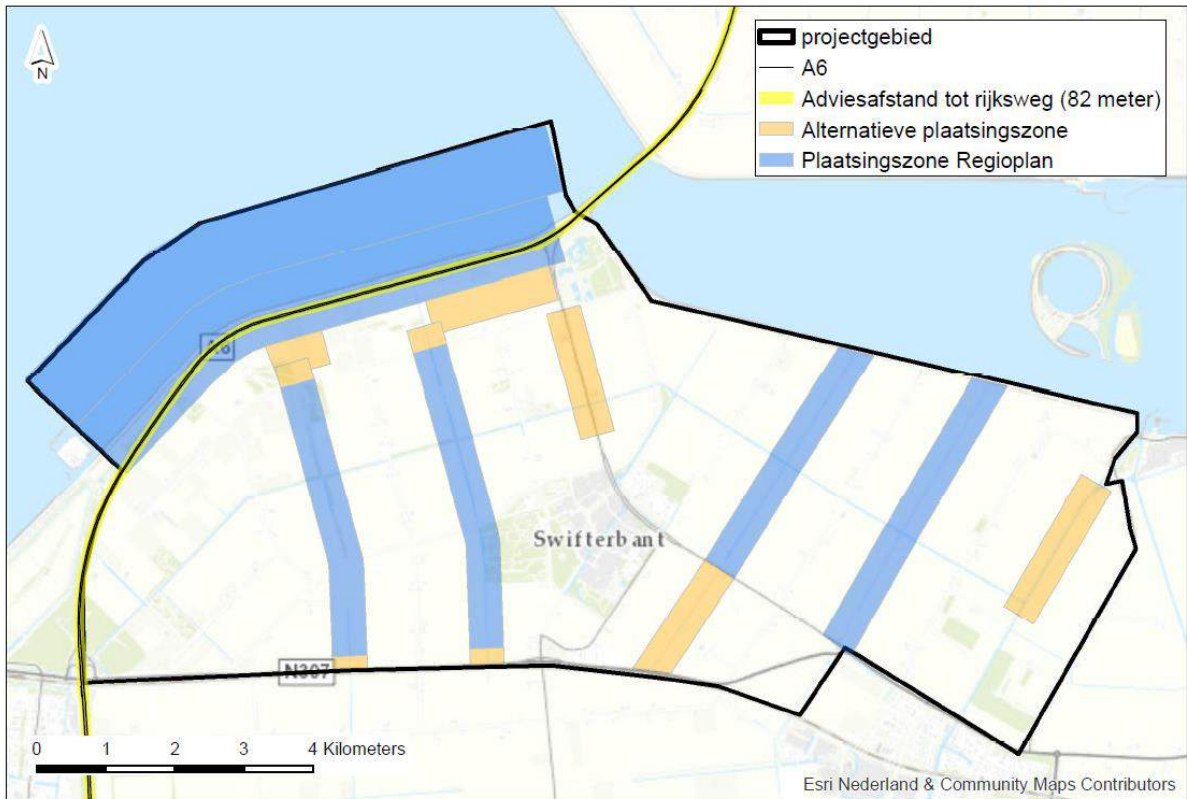 N
projectgebied
A6
Adviesafstand tot rijksweg (82 meter)
Alternatieve plaatsingszone
Plaatsingszone Regioplan
A6
Swifterbant
N307
0 1 2 3 4 Kilometers
Esri Nederland & Community Maps Contributors